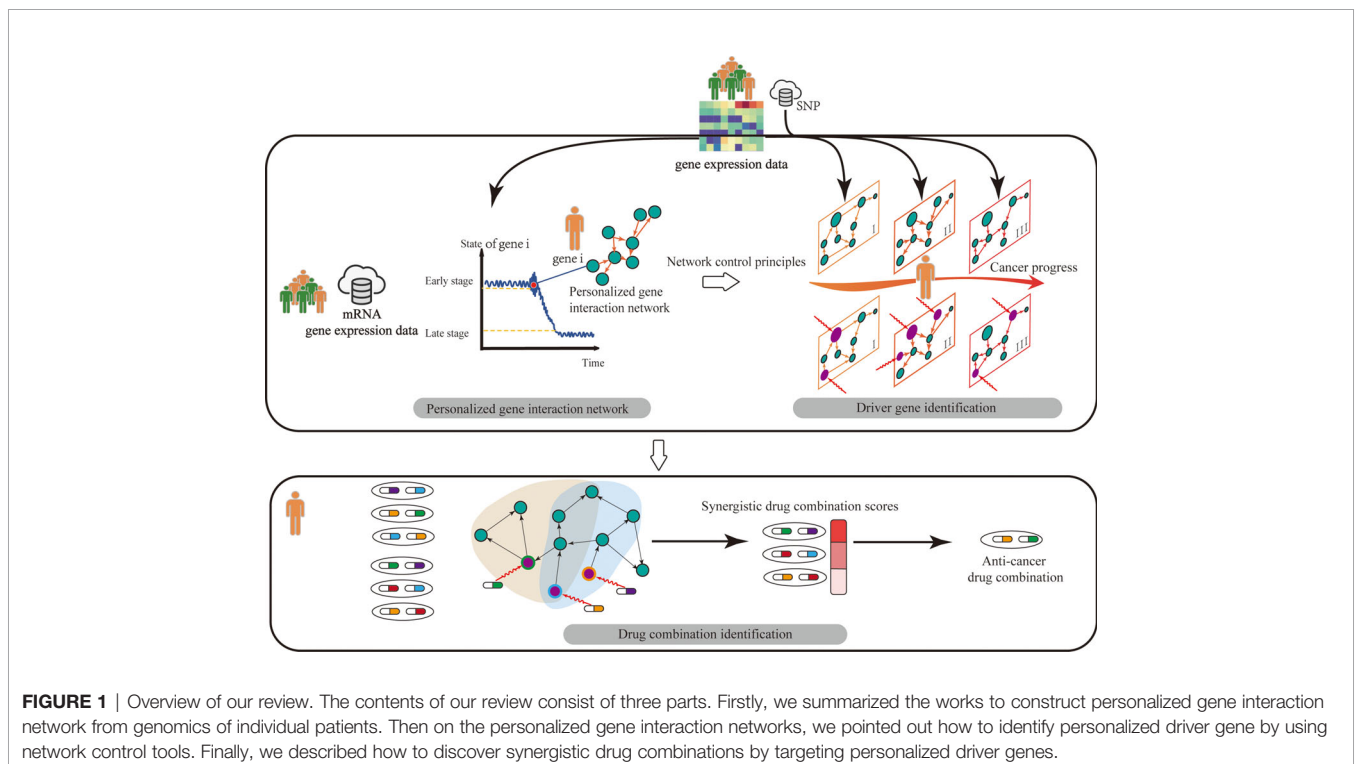 SNP
gene expression data
State of gene i
gene i
Early stage
Personalized gene
interaction network
mRNA
gene expression data
Late stage
Time
Network control principles
I
II
III
Cancer progress
I
II
III
Personalized gene interaction network
Driver gene identification
Synergistic drug combination scores
Anti-cancer
drug combination
Drug combination identification
FIGURE 1 | Overview of our review. The contents of our review consist of three parts. Firstly, we summarized the works to construct personalized gene interaction
network from genomics of individual patients. Then on the personalized gene interaction networks, we pointed out how to identify personalized driver gene by using
network control tools. Finally, we described how to discover synergistic drug combinations by targeting personalized driver genes.